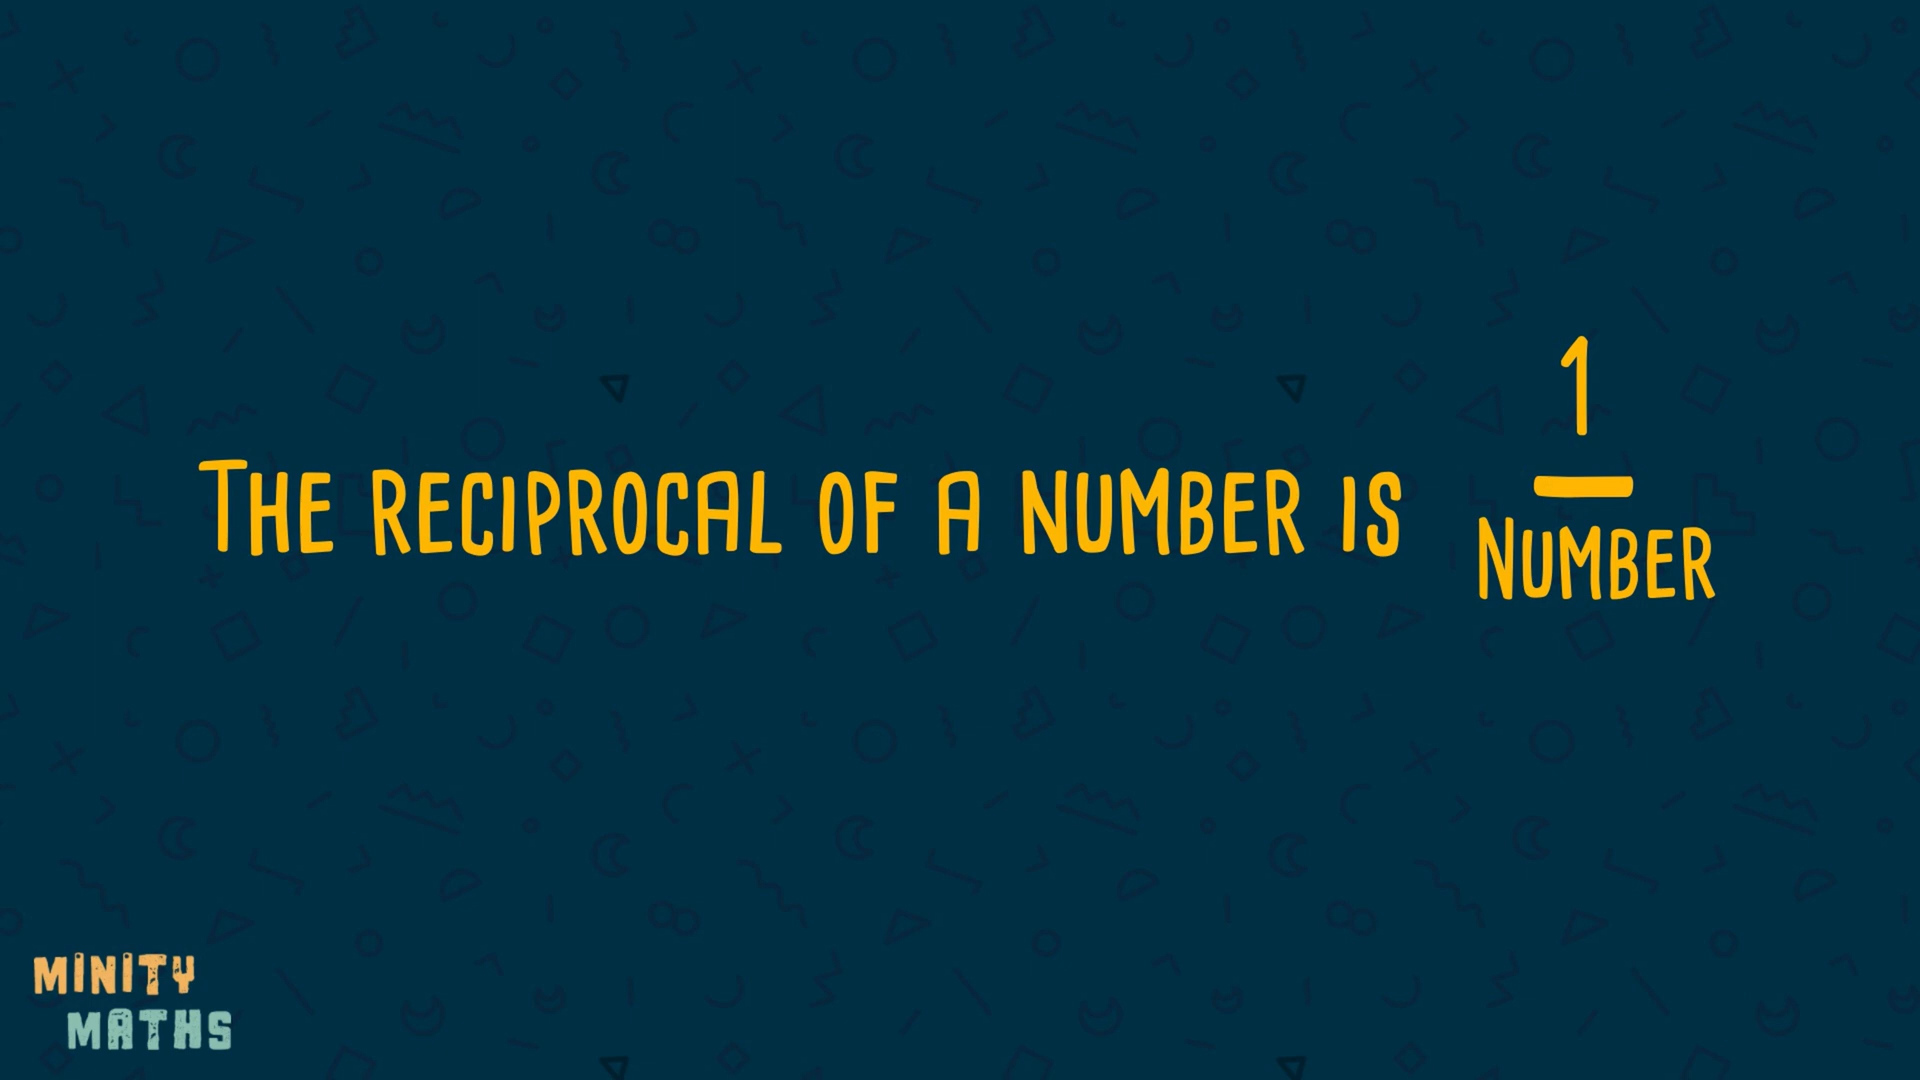 The reciprocal of a number is
1
Number
MINITY
MATHS